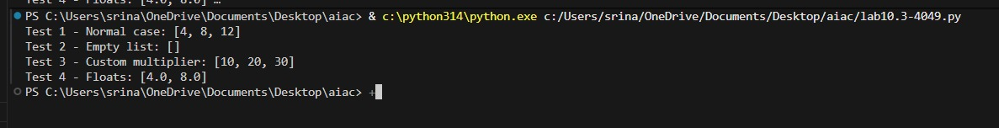 Test 4 - Floats: [4.0, 8.0] …
PS C:\Users\srina\OneDrive\Documents\Desktop\aiac> & c:\python314\python.exe c:/Users/srina/OneDrive/Documents/Desktop/aiac/lab10.3-4049.py
Test 1 - Normal case: [4, 8, 12]
Test 2 - Empty list: []
Test 3 - Custom multiplier: [10, 20, 30]
Test 4 - Floats: [4.0, 8.0]
PS C:\Users\srina\OneDrive\Documents\Desktop\aiac> +